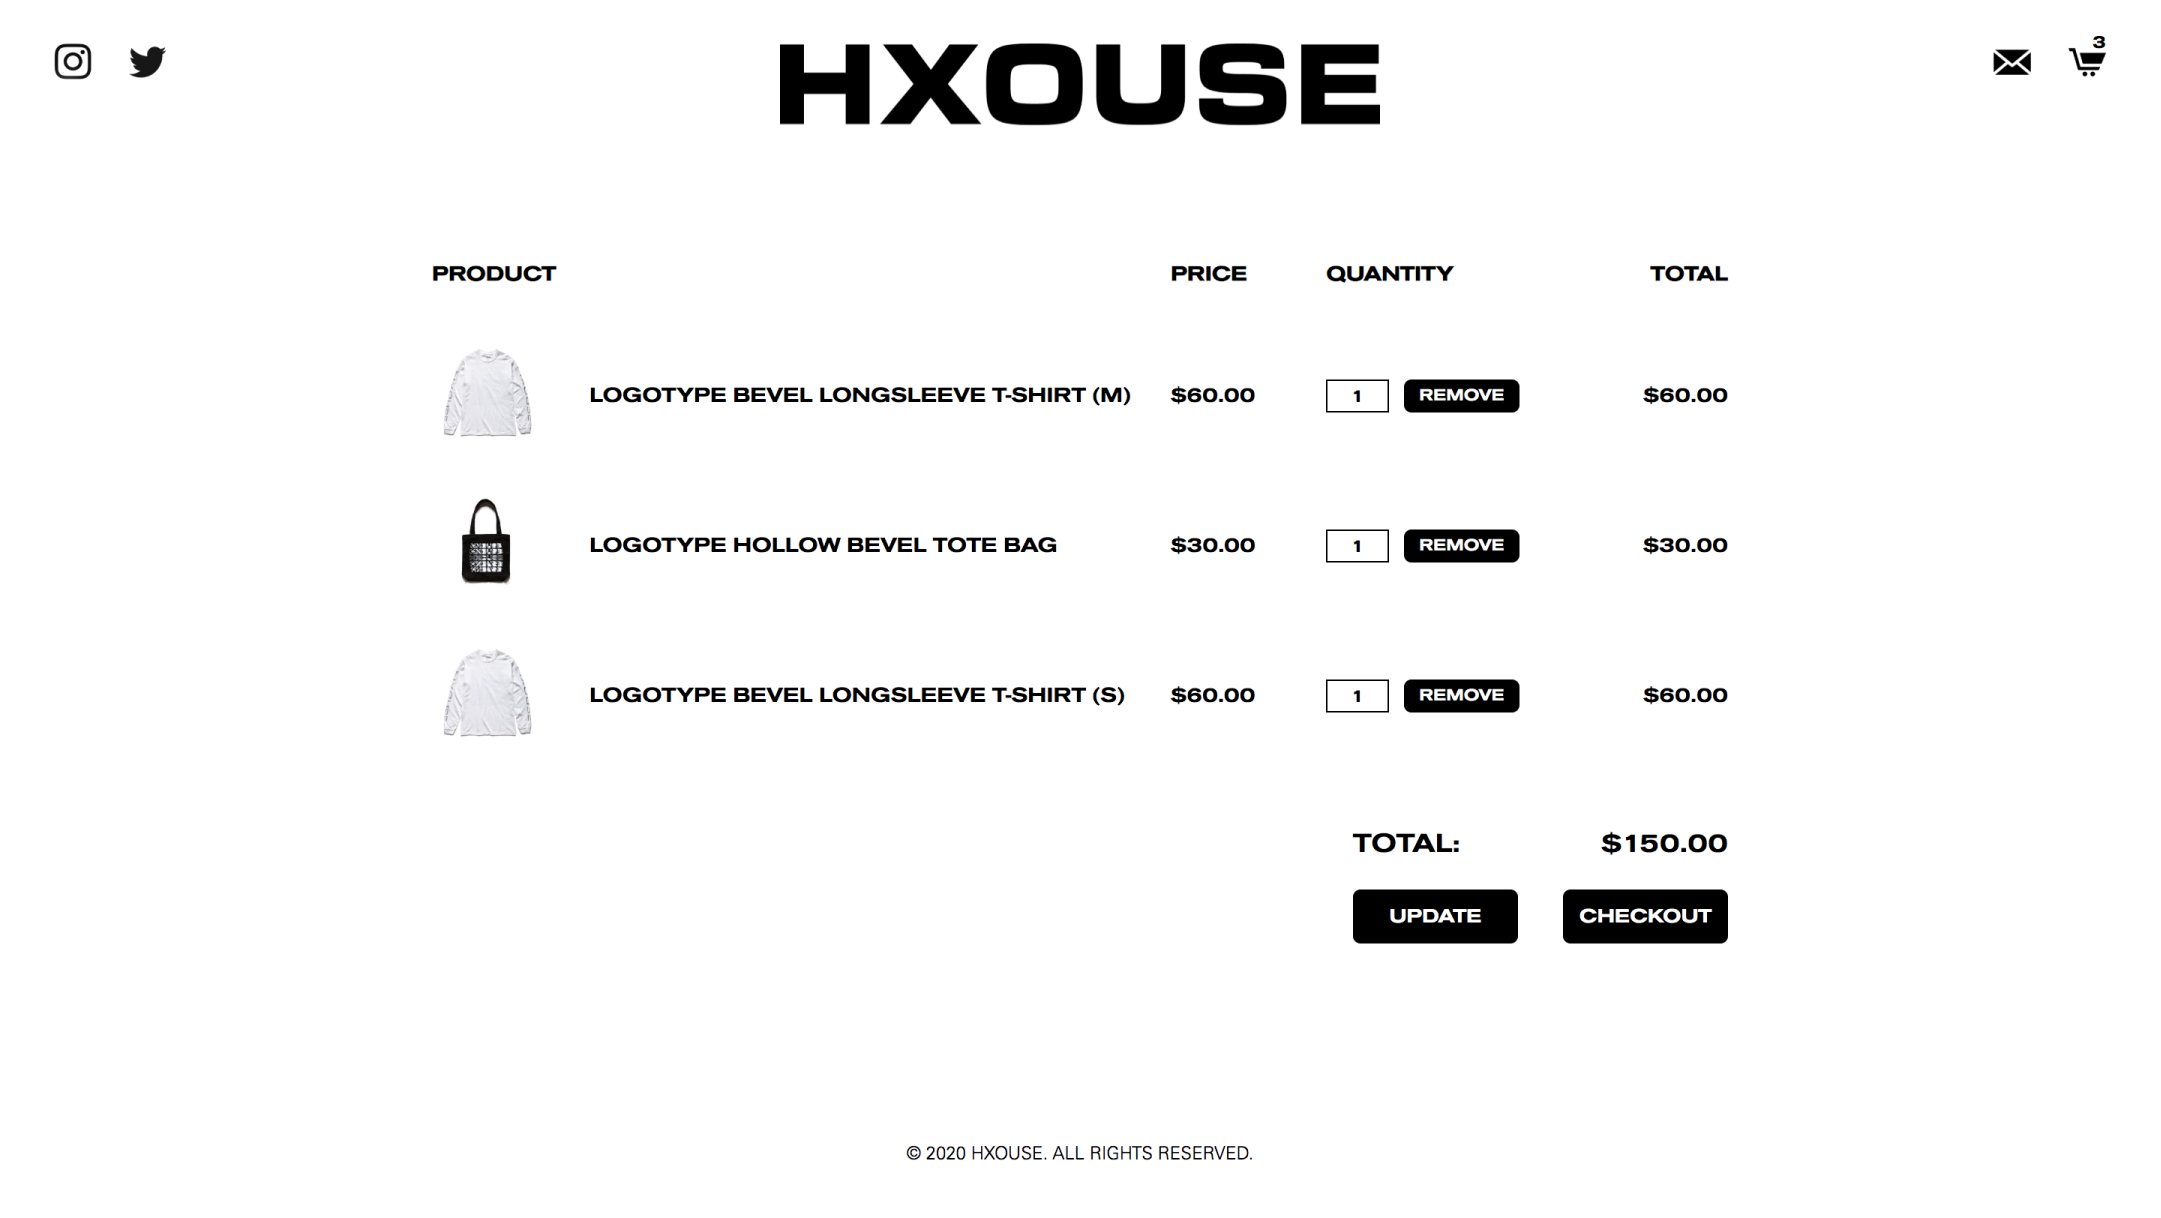 HXOUSE
3
PRODUCT PRICE QUANTITY TOTAL
LOGOTYPE BEVEL LONGSLEEVE T-SHIRT (M) $60.00 1 REMOVE $60.00
LOGOTYPE HOLLOW BEVEL TOTE BAG $30.00 1 REMOVE $30.00
LOGOTYPE BEVEL LONGSLEEVE T-SHIRT (S) $60.00 1 REMOVE $60.00
TOTAL: $150.00
UPDATE CHECKOUT
© 2020 HXOUSE. ALL RIGHTS RESERVED.